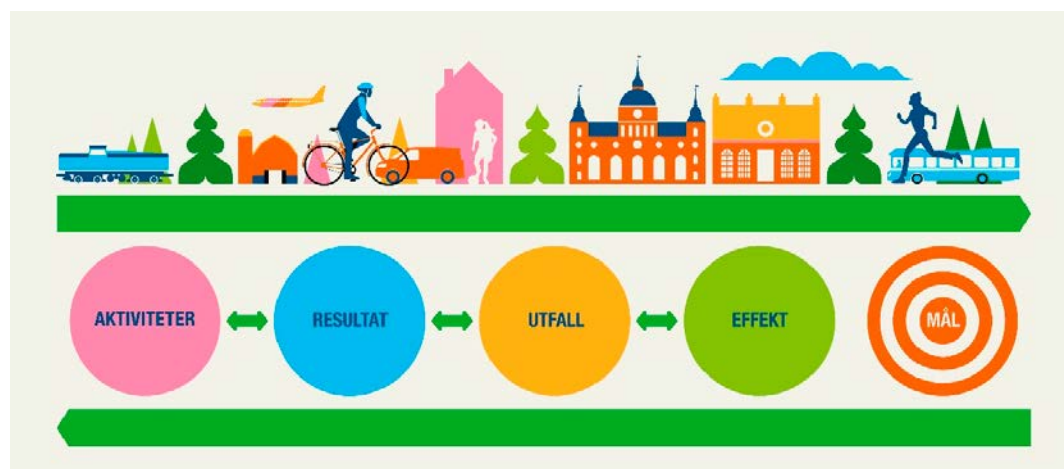 AKTIVITETER
RESULTAT
UTFALL
EFFEKT
MÅL